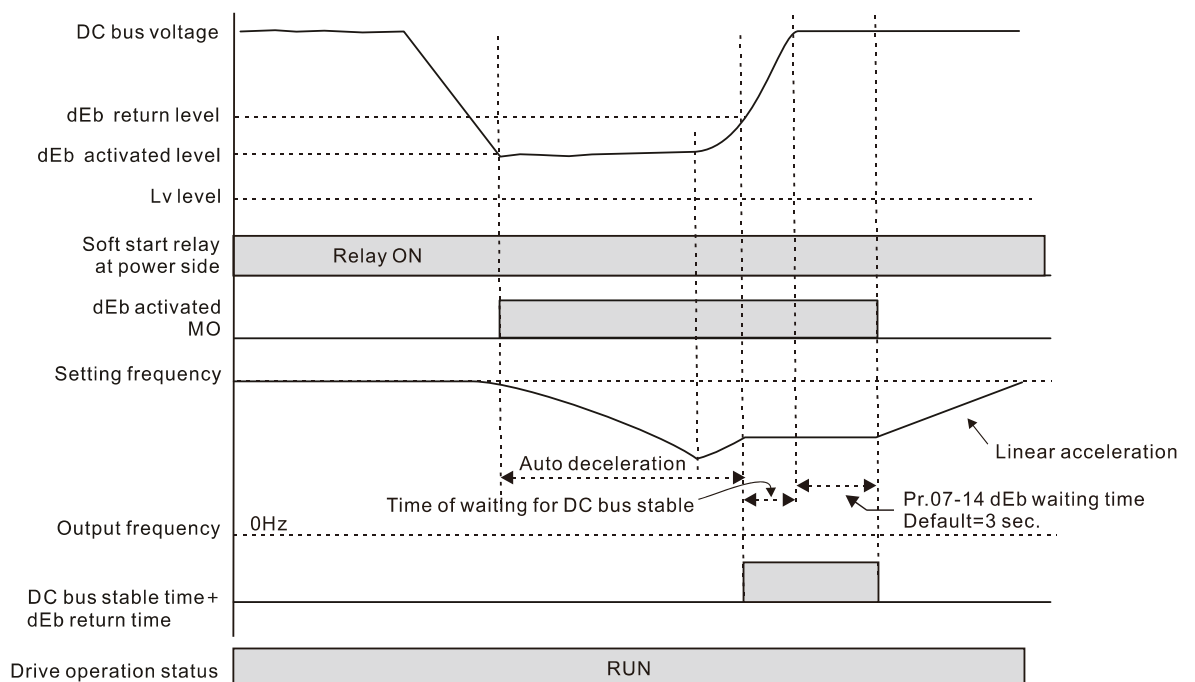 DC bus voltage
dEb return level
dEb activated level
Lv level
Soft start relay
at power side
Relay ON
dEb activated
MO
Setting frequency
Linear acceleration
Auto deceleration
Time of waiting for DC bus stable
Pr.07-14 dEb waiting time
Default=3 sec.
Output frequency
0Hz
DC bus stable time+
dEb return time
Drive operation status
RUN